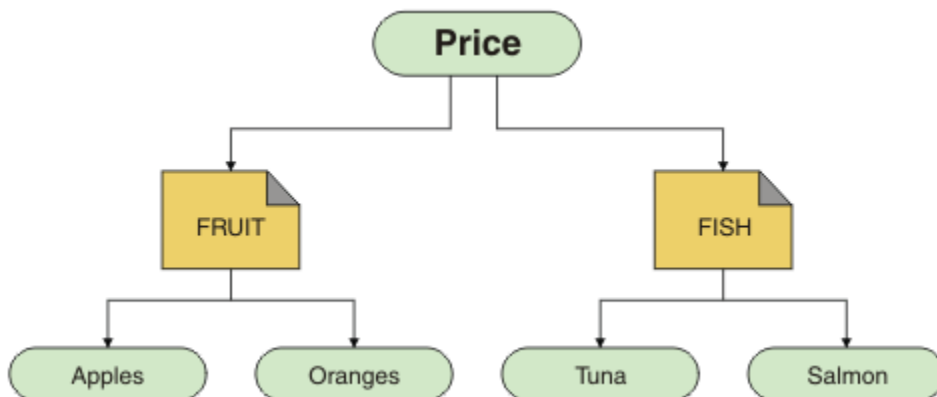 Price
FRUIT
FISH
Apples
Oranges
Tuna
Salmon